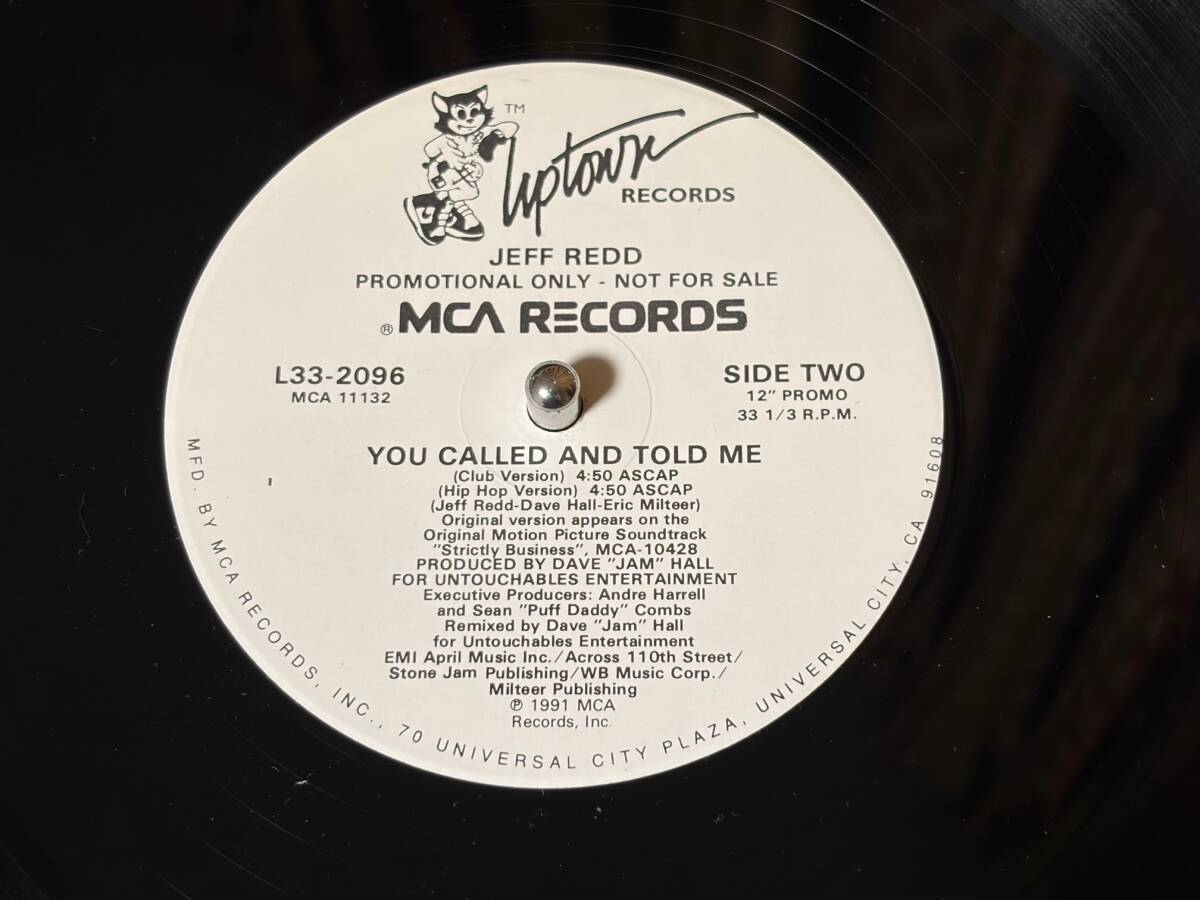 TM
Uptown
RECORDS
JEFF REDD
PROMOTIONAL ONLY - NOT FOR SALE
® MCA RECORDS
L33-2096
MCA 11132
SIDE TWO
12" PROMO
33 1/3 R.P.M.
YOU CALLED AND TOLD ME
(Club Version) 4:50 ASCAP
(Hip Hop Version) 4:50 ASCAP
(Jeff Redd-Dave Hall-Eric Milteer)
Original version appears on the
Original Motion Picture Soundtrack
"Strictly Business", MCA-10428
PRODUCED BY DAVE "JAM" HALL
FOR UNTOUCHABLES ENTERTAINMENT
Executive Producers: Andre Harrell
and Sean "Puff Daddy" Combs
Remixed by Dave "Jam" Hall
for Untouchables Entertainment
EMI April Music Inc./Across 110th Street/
Stone Jam Publishing/WB Music Corp./
Milteer Publishing
℗ 1991 MCA
Records, Inc.
MFD. BY MCA RECORDS, INC., 70 UNIVERSAL CITY PLAZA, UNIVERSAL CITY, CA 91608